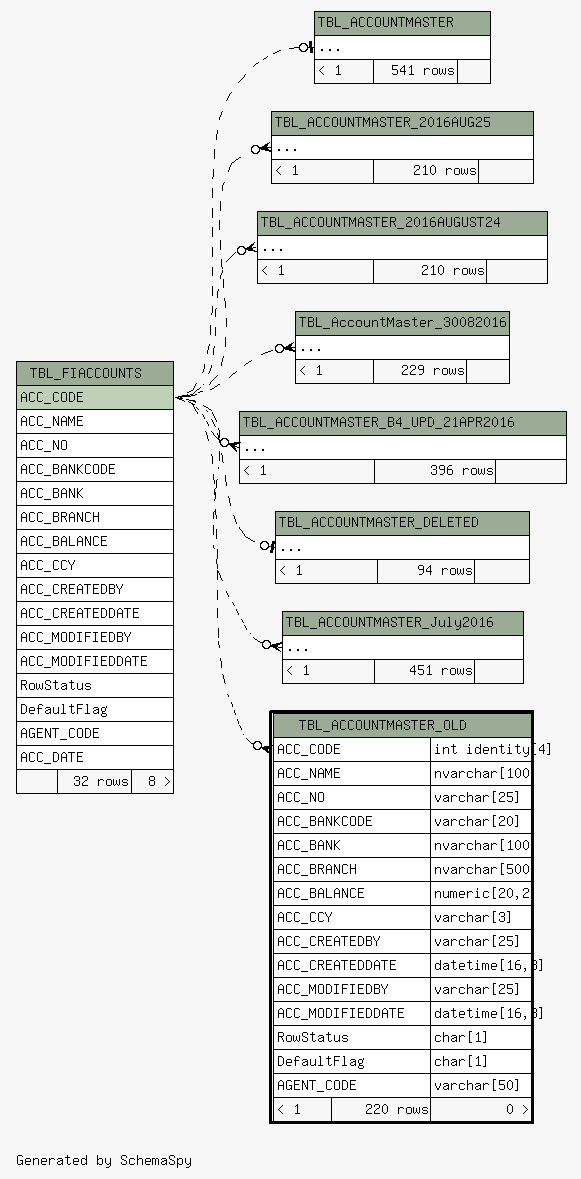 TBL_ACCOUNTMASTER
...
< 1 541 rows
TBL_ACCOUNTMASTER_2016AUG25
...
< 1 210 rows
TBL_ACCOUNTMASTER_2016AUGUST24
...
< 1 210 rows
TBL_AccountMaster_30082016
...
< 1 229 rows
TBL_FIACCOUNTS
ACC_CODE
ACC_NAME
ACC_NO
ACC_BANKCODE
ACC_BANK
ACC_BRANCH
ACC_BALANCE
ACC_CCY
ACC_CREATEDBY
ACC_CREATEDDATE
ACC_MODIFIEDBY
ACC_MODIFIEDDATE
RowStatus
DefaultFlag
AGENT_CODE
ACC_DATE
32 rows 8 >
TBL_ACCOUNTMASTER_B4_UPD_21APR2016
...
< 1 396 rows
TBL_ACCOUNTMASTER_DELETED
...
< 1 94 rows
TBL_ACCOUNTMASTER_July2016
...
< 1 451 rows
TBL_ACCOUNTMASTER_OLD
ACC_CODE int identity[4]
ACC_NAME nvarchar[100
ACC_NO varchar[25]
ACC_BANKCODE varchar[20]
ACC_BANK nvarchar[100
ACC_BRANCH nvarchar[500
ACC_BALANCE numeric[20,2
ACC_CCY varchar[3]
ACC_CREATEDBY varchar[25]
ACC_CREATEDDATE datetime[16,3]
ACC_MODIFIEDBY varchar[25]
ACC_MODIFIEDDATE datetime[16,3]
RowStatus char[1]
DefaultFlag char[1]
AGENT_CODE varchar[50]
< 1 220 rows 0 >
Generated by SchemaSpy